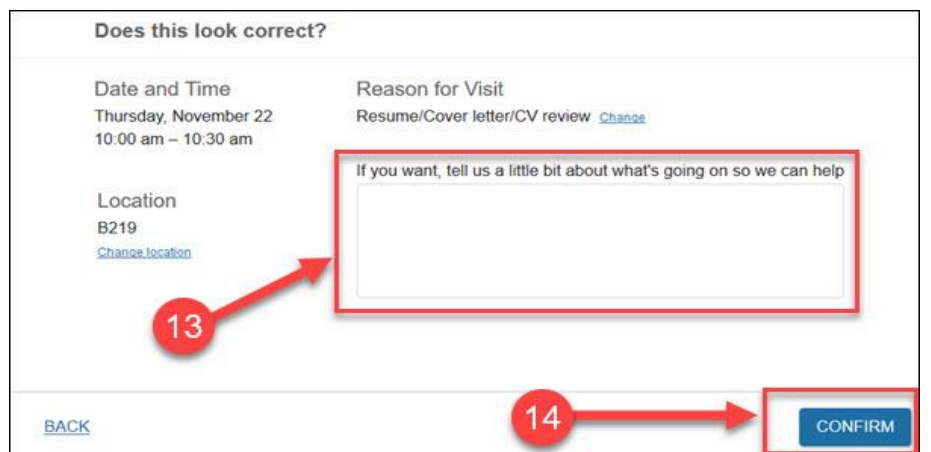 Does this look correct?
Date and Time
Thursday, November 22
10:00 am – 10:30 am
Location
B219
Change location
Reason for Visit
Resume/Cover letter/CV review Change
If you want, tell us a little bit about what's going on so we can help
13
14
BACK
CONFIRM